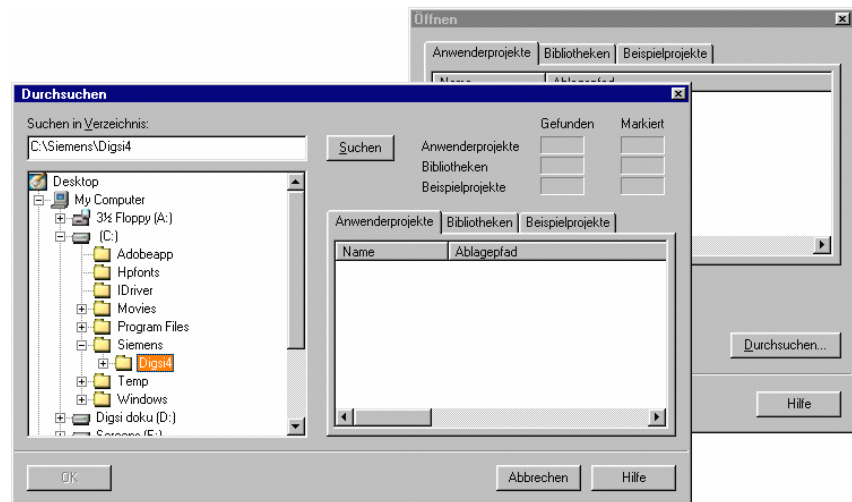 Öffnen
Anwenderprojekte Bibliotheken Beispielprojekte
Name Ablagepfad
Durchsuchen...
Hilfe
Durchsuchen
Suchen in Verzeichnis:
C:\Siemens\Digsi4
Suchen
Gefunden Markiert
Anwenderprojekte
Bibliotheken
Beispielprojekte
Desktop
My Computer
3½ Floppy (A:)
(C:)
Adobeapp
Hpfonts
IDriver
Movies
Program Files
Siemens
Digsi4
Temp
Windows
Digsi doku (D:)
Screens (E:)
Anwenderprojekte Bibliotheken Beispielprojekte
Name Ablagepfad
OK
Abbrechen
Hilfe